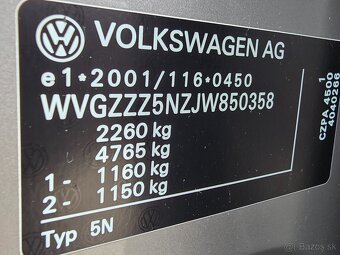 VOLKSWAGEN AG
e1*2001/116*0450
WVGZZZ5NZJW850358
2260 kg
4765 kg
1 - 1160 kg
2 - 1150 kg
Typ 5N
1
CZPA 4500
4040266
Bazos.sk